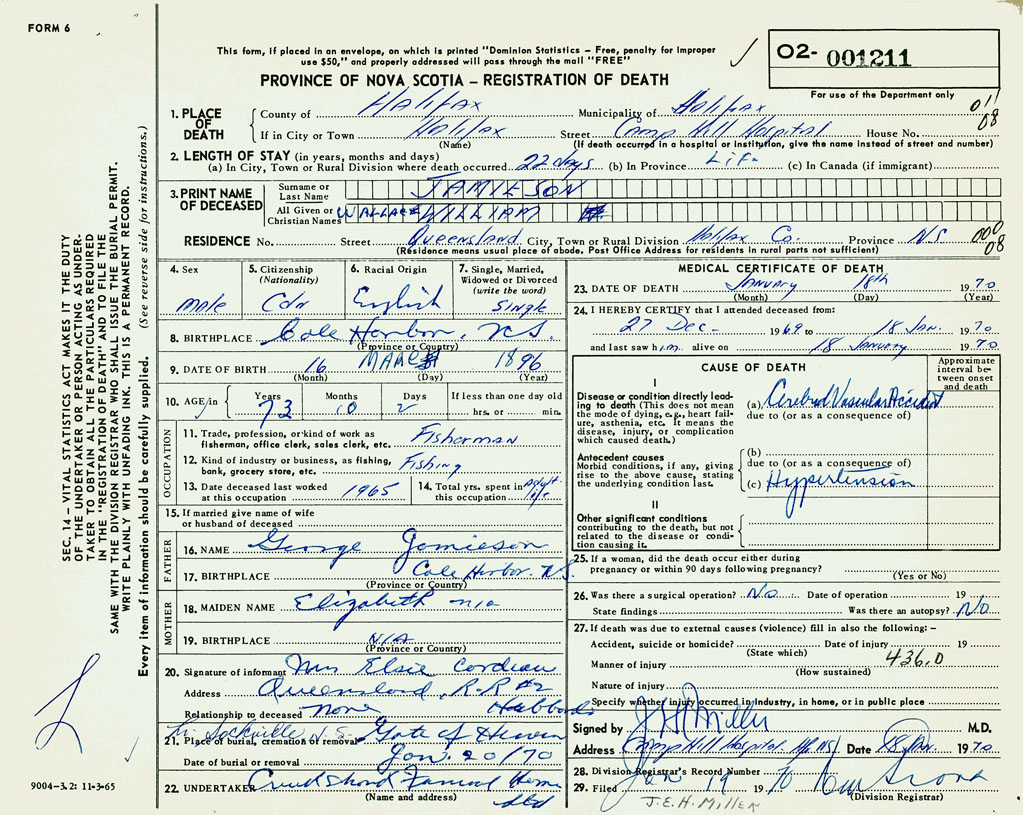 FORM 6
This form, if placed in an envelope, on which is printed "Dominion Statistics – Free, penalty for improper
use $50," and properly addressed will pass through the mail "FREE"
O2- 001211
PROVINCE OF NOVA SCOTIA – REGISTRATION OF DEATH
For use of the Department only
1. PLACE OF DEATH
County of Halifax Municipality of Halifax 011
If in City or Town Halifax Street Camp Hill Hospital House No. 08
(Name) (If death occurred in a hospital or institution, give the name instead of street and number)
2. LENGTH OF STAY (in years, months and days)
(a) In City, Town or Rural Division where death occurred 22 days (b) In Province Life (c) In Canada (if immigrant)
3. PRINT NAME OF DECEASED
Surname or Last Name JAMIESON
All Given or Christian Names WALLACE WILLIAM
RESIDENCE No. Street Queensland City, Town or Rural Division Halifax Co. Province N.S 000 08
(Residence means usual place of abode. Post Office Address for residents in rural parts not sufficient)
4. Sex Male
5. Citizenship (Nationality) Cdn
6. Racial Origin English
7. Single, Married, Widowed or Divorced (write the word) Single
8. BIRTHPLACE Cole Harbor, N.S.
(Province or Country)
9. DATE OF BIRTH 16 MARCH 1896
(Month) (Day) (Year)
10. AGE in Years 73 Months 10 Days 2 If less than one day old hrs. or min.
OCCUPATION
11. Trade, profession, or kind of work as fisherman, office clerk, sales clerk, etc. Fisherman
12. Kind of industry or business, as fishing, bank, grocery store, etc. Fishing
13. Date deceased last worked at this occupation 1965
14. Total yrs. spent in this occupation adult life
15. If married give name of wife or husband of deceased
FATHER
16. NAME George Jamieson
17. BIRTHPLACE Cole Harbor. N.S.
(Province or Country)
MOTHER
18. MAIDEN NAME Elizabeth n/a
19. BIRTHPLACE N/A
(Province or Country)
20. Signature of informant Mrs Elsie Cordeau
Address Queensland, R.R #2
Relationship to deceased None Hubbards
Sackville N.S.
21. Place of burial, cremation or removal Gate of Heaven
Date of burial or removal Jan. 20/70
22. UNDERTAKER Cruikshank Funeral Home
(Name and address) Ltd
MEDICAL CERTIFICATE OF DEATH
23. DATE OF DEATH January 18th 1970
(Month) (Day) (Year)
24. I HEREBY CERTIFY that I attended deceased from:
27 Dec. 1969 to 18 Jan. 1970
and last saw him alive on 18 January 1970
CAUSE OF DEATH
Approximate interval between onset and death
I
Disease or condition directly leading to death (This does not mean the mode of dying, e.g., heart failure, asthenia, etc. It means the disease, injury, or complication which caused death.)
(a) Cerebral Vascular Accident
due to (or as a consequence of)
Antecedent causes
Morbid conditions, if any, giving rise to the above cause, stating the underlying condition last.
(b)
due to (or as a consequence of)
(c) Hypertension
II
Other significant conditions
contributing to the death, but not related to the disease or condition causing it.
25. If a woman, did the death occur either during
pregnancy or within 90 days following pregnancy?
(Yes or No)
26. Was there a surgical operation? No Date of operation 19
State findings Was there an autopsy? No
27. If death was due to external causes (violence) fill in also the following: –
Accident, suicide or homicide? Date of injury 19
(State which) 436.0
Manner of injury
(How sustained)
Nature of injury
Specify whether injury occurred in industry, in home, or in public place
Signed by J H Miller M.D.
Address Camp Hill Hospital Date 18 Jan. 1970
28. Division Registrar's Record Number
29. Filed Jan 19 1970
(Division Registrar)
J.E.H. MILLER
SEC. 14 – VITAL STATISTICS ACT MAKES IT THE DUTY
OF THE UNDERTAKER OR PERSON ACTING AS UNDER-
TAKER TO OBTAIN ALL THE PARTICULARS REQUIRED
IN THE "REGISTRATION OF DEATH" AND TO FILE THE
SAME WITH THE DIVISION REGISTRAR WHO SHALL ISSUE THE BURIAL PERMIT.
WRITE PLAINLY WITH UNFADING INK. THIS IS A PERMANENT RECORD.
Every item of information should be carefully supplied. (See reverse side for instructions.)
9004-3.2: 11-3-65